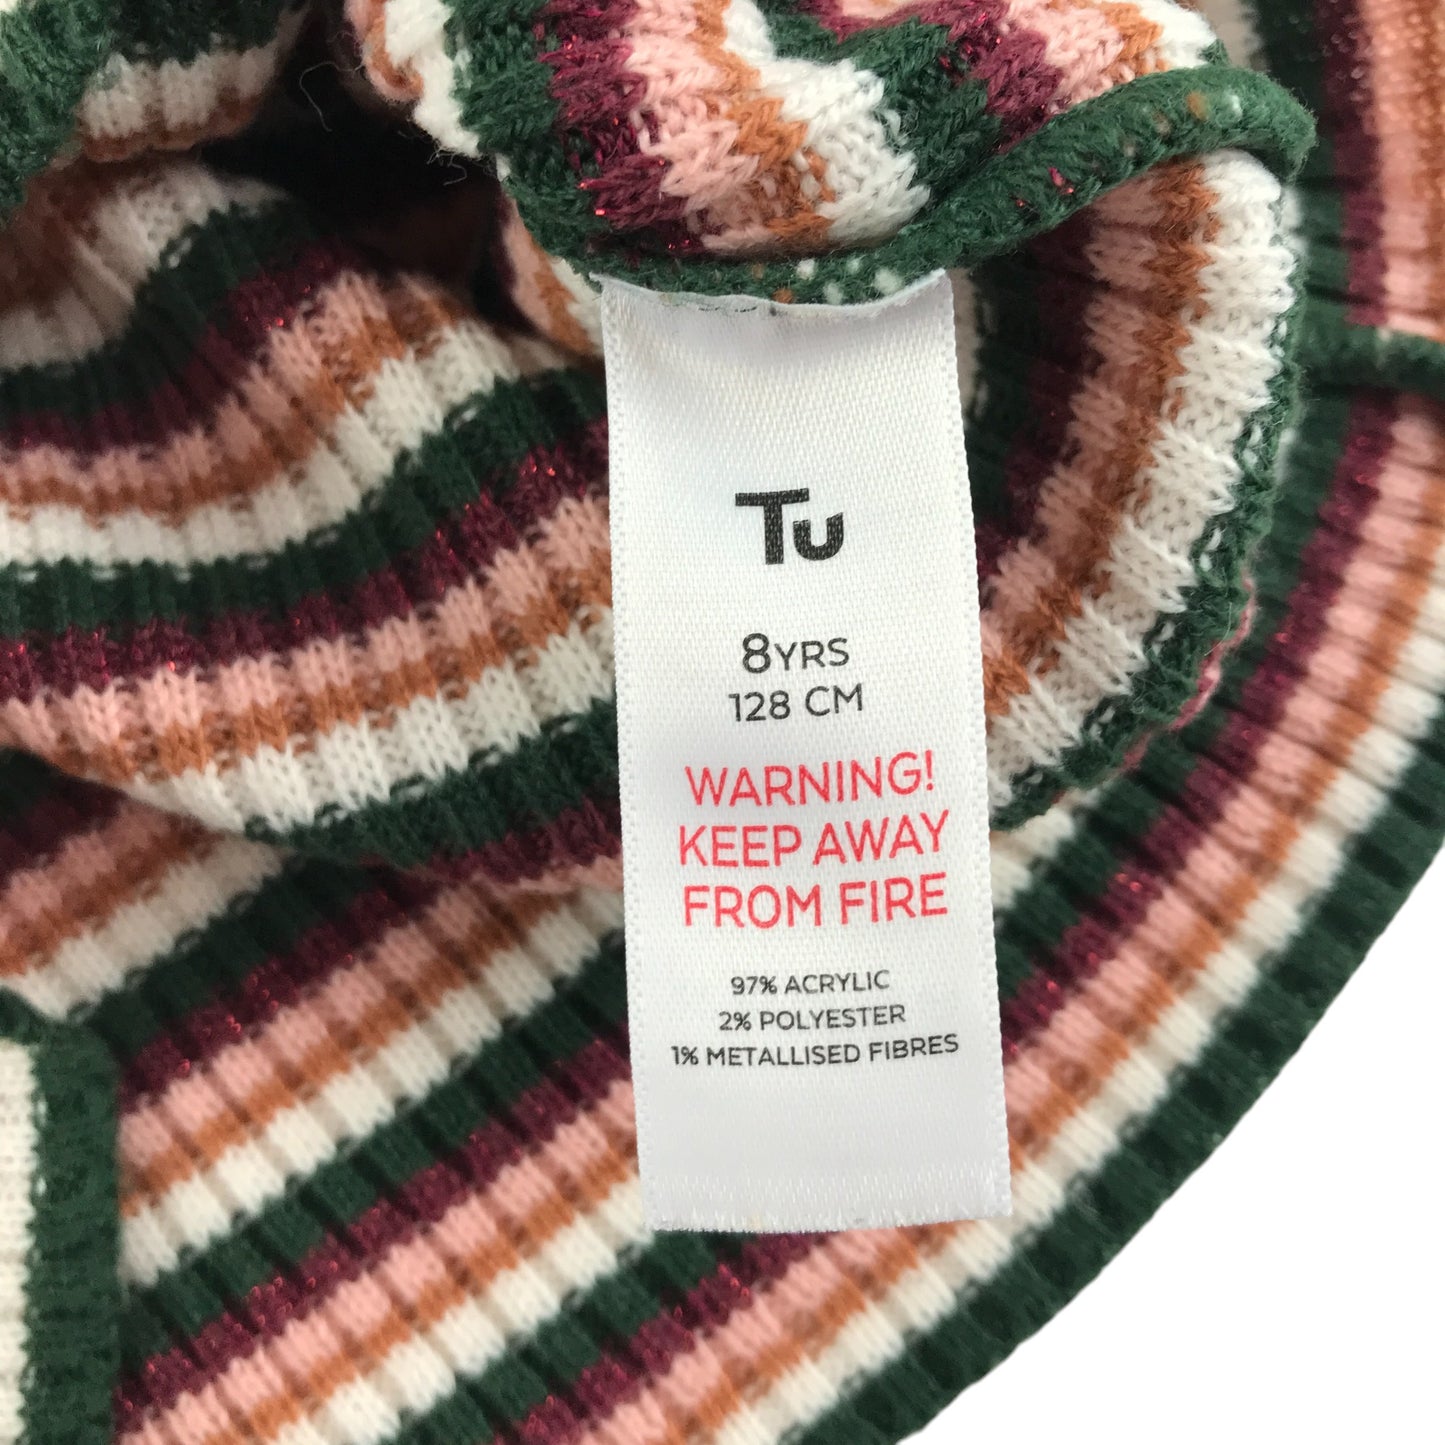 Tu
8YRS
128 CM
WARNING!
KEEP AWAY
FROM FIRE
97% ACRYLIC
2% POLYESTER
1% METALLISED FIBRES